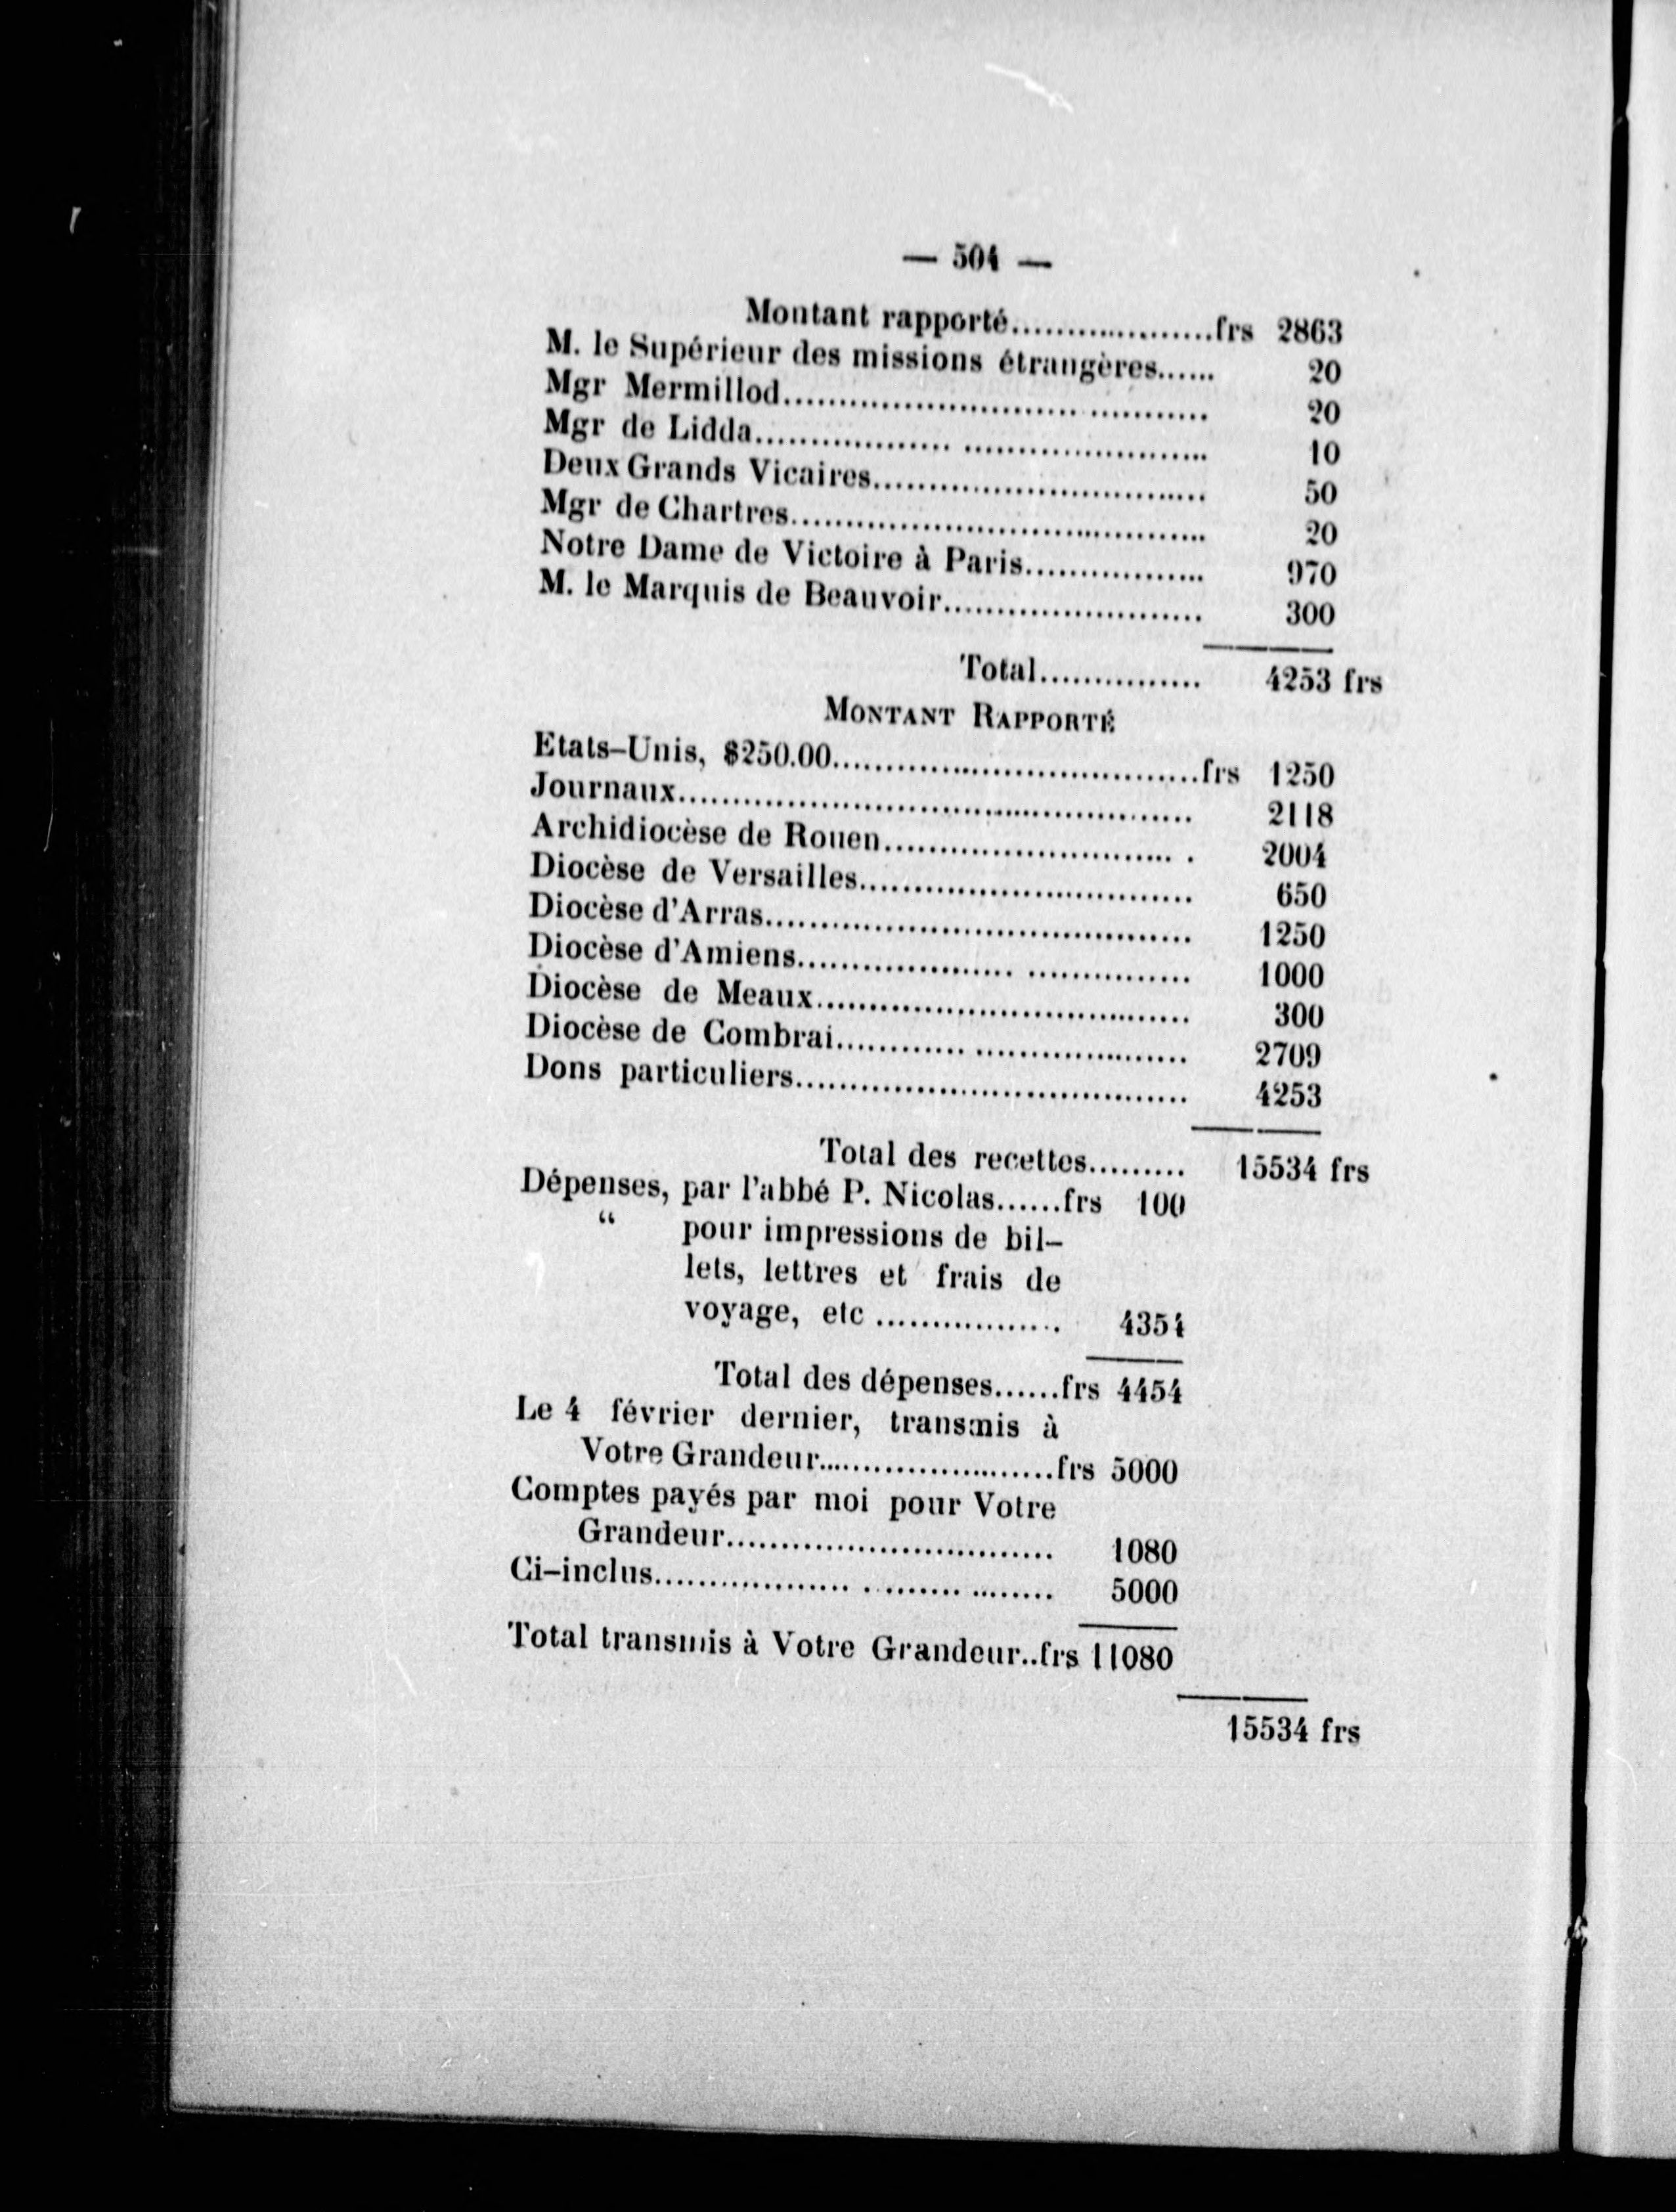 — 504 —
Montant rapporté....................frs 2863
M. le Supérieur des missions étrangères...... 20
Mgr Mermillod........................................ 20
Mgr de Lidda.......................................... 10
Deux Grands Vicaires............................... 50
Mgr de Chartres....................................... 20
Notre Dame de Victoire à Paris................. 970
M. le Marquis de Beauvoir........................ 300
Total............... 4253 frs
MONTANT RAPPORTÉ
Etats-Unis, $250.00..................................frs 1250
Journaux................................................ 2118
Archidiocèse de Rouen........................... . 2004
Diocèse de Versailles............................... 650
Diocèse d'Arras........................................ 1250
Diocèse d'Amiens.................... ............... 1000
Diocèse de Meaux................................... 300
Diocèse de Combrai............ .................... 2709
Dons particuliers..................................... 4253
Total des recettes......... 15534 frs
Dépenses, par l'abbé P. Nicolas......frs 100
“ pour impressions de bil-
lets, lettres et frais de
voyage, etc ................. 4354
Total des dépenses......frs 4454
Le 4 février dernier, transmis à
Votre Grandeur......................frs 5000
Comptes payés par moi pour Votre
Grandeur.............................. 1080
Ci-inclus.................. . ........ ........ 5000
Total transmis à Votre Grandeur..frs 11080
15534 frs